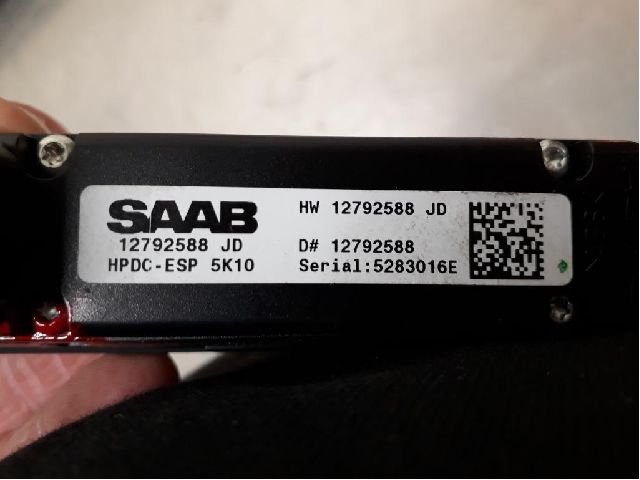 SAAB
12792588 JD
HPDC-ESP 5K10
HW 12792588 JD
D# 12792588
Serial:5283016E